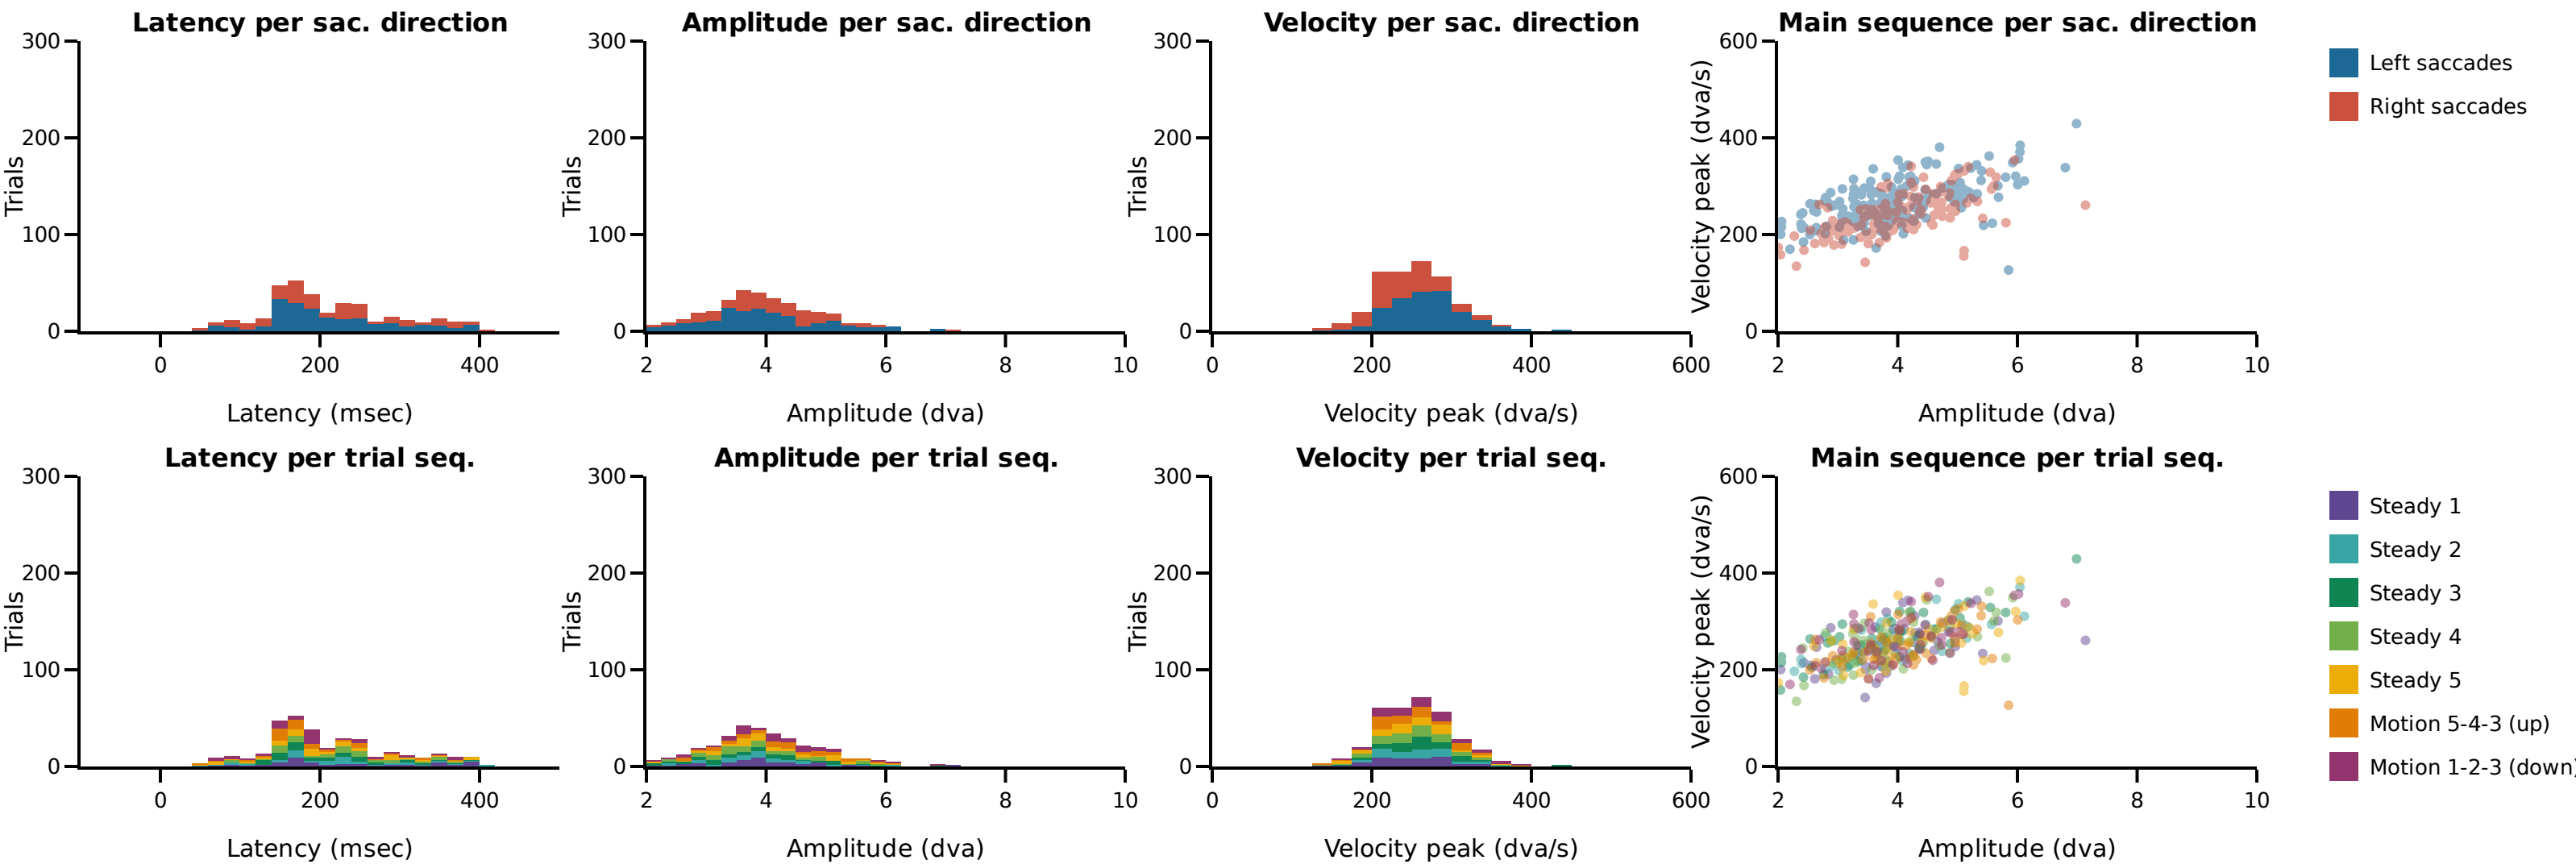 Latency per sac. direction
300
200
100
0
Trials
0 200 400
Latency (msec)
Amplitude per sac. direction
300
200
100
0
Trials
2 4 6 8 10
Amplitude (dva)
Velocity per sac. direction
300
200
100
0
Trials
0 200 400 600
Velocity peak (dva/s)
Main sequence per sac. direction
600
400
200
0
Velocity peak (dva/s)
2 4 6 8 10
Amplitude (dva)
Left saccades
Right saccades
Latency per trial seq.
300
200
100
0
Trials
0 200 400
Latency (msec)
Amplitude per trial seq.
300
200
100
0
Trials
2 4 6 8 10
Amplitude (dva)
Velocity per trial seq.
300
200
100
0
Trials
0 200 400 600
Velocity peak (dva/s)
Main sequence per trial seq.
600
400
200
0
Velocity peak (dva/s)
2 4 6 8 10
Amplitude (dva)
Steady 1
Steady 2
Steady 3
Steady 4
Steady 5
Motion 5-4-3 (up)
Motion 1-2-3 (down)